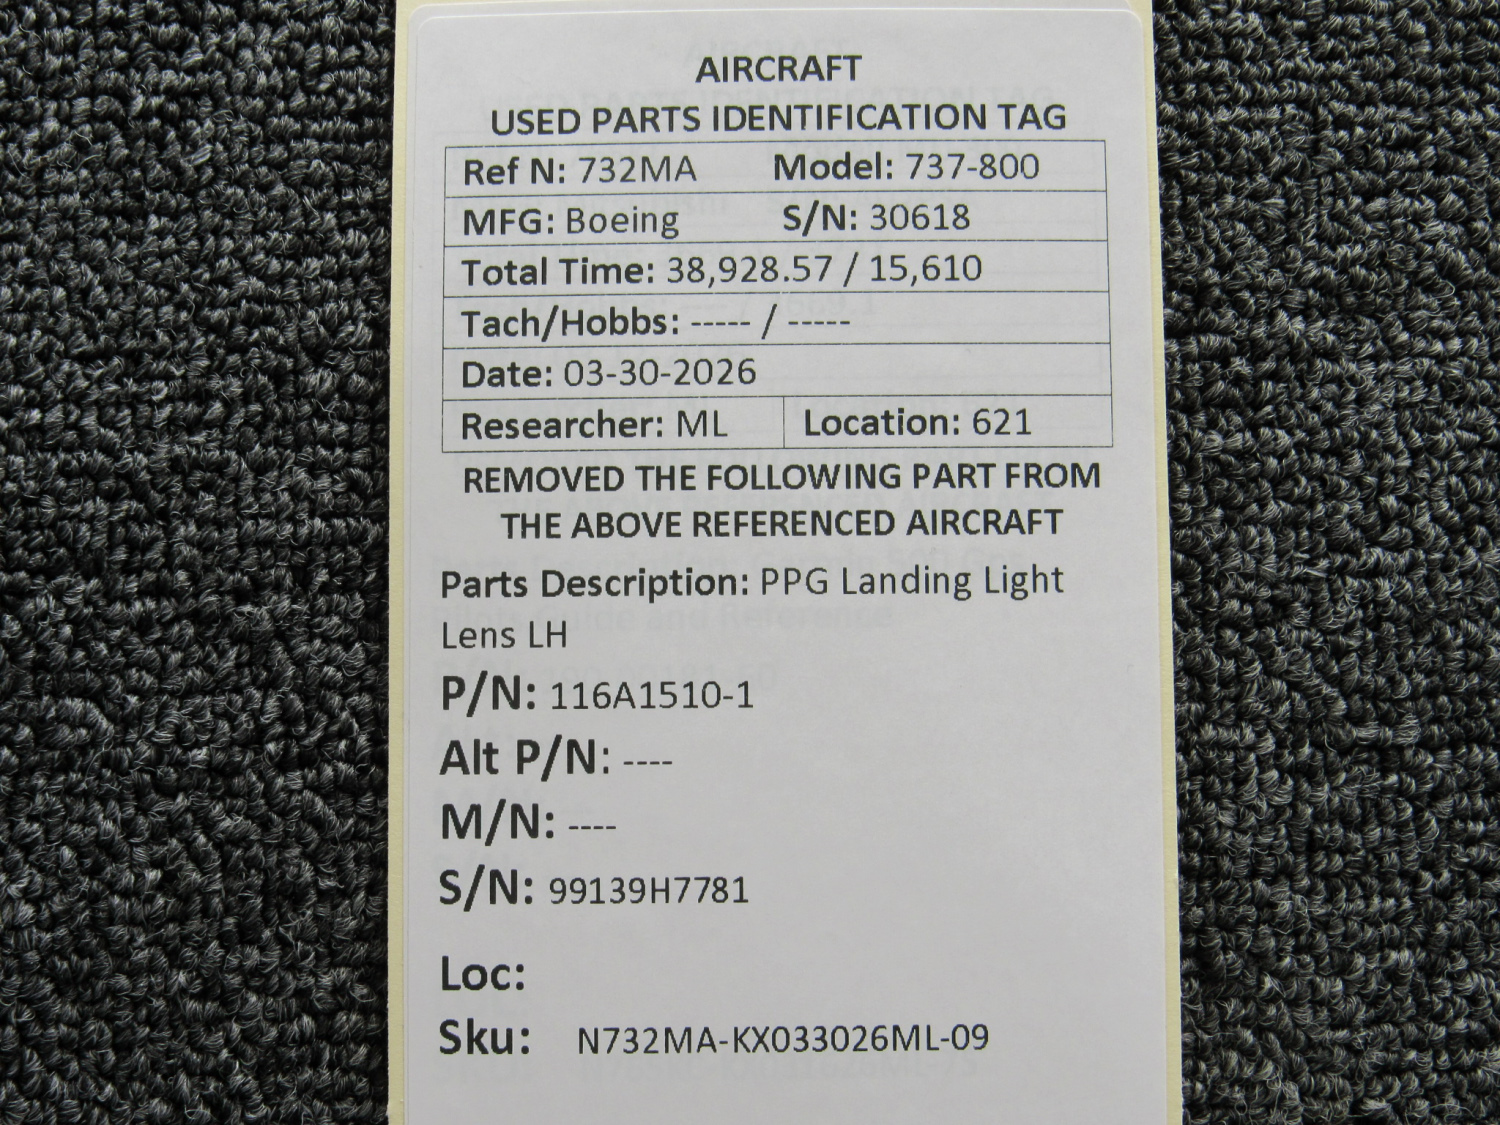 AIRCRAFT
USED PARTS IDENTIFICATION TAG
Ref N: 732MA Model: 737-800
MFG: Boeing S/N: 30618
Total Time: 38,928.57 / 15,610
Tach/Hobbs: ----- / -----
Date: 03-30-2026
Researcher: ML Location: 621
REMOVED THE FOLLOWING PART FROM
THE ABOVE REFERENCED AIRCRAFT
Parts Description: PPG Landing Light
Lens LH
P/N: 116A1510-1
Alt P/N: ----
M/N: ----
S/N: 99139H7781
Loc:
Sku: N732MA-KX033026ML-09